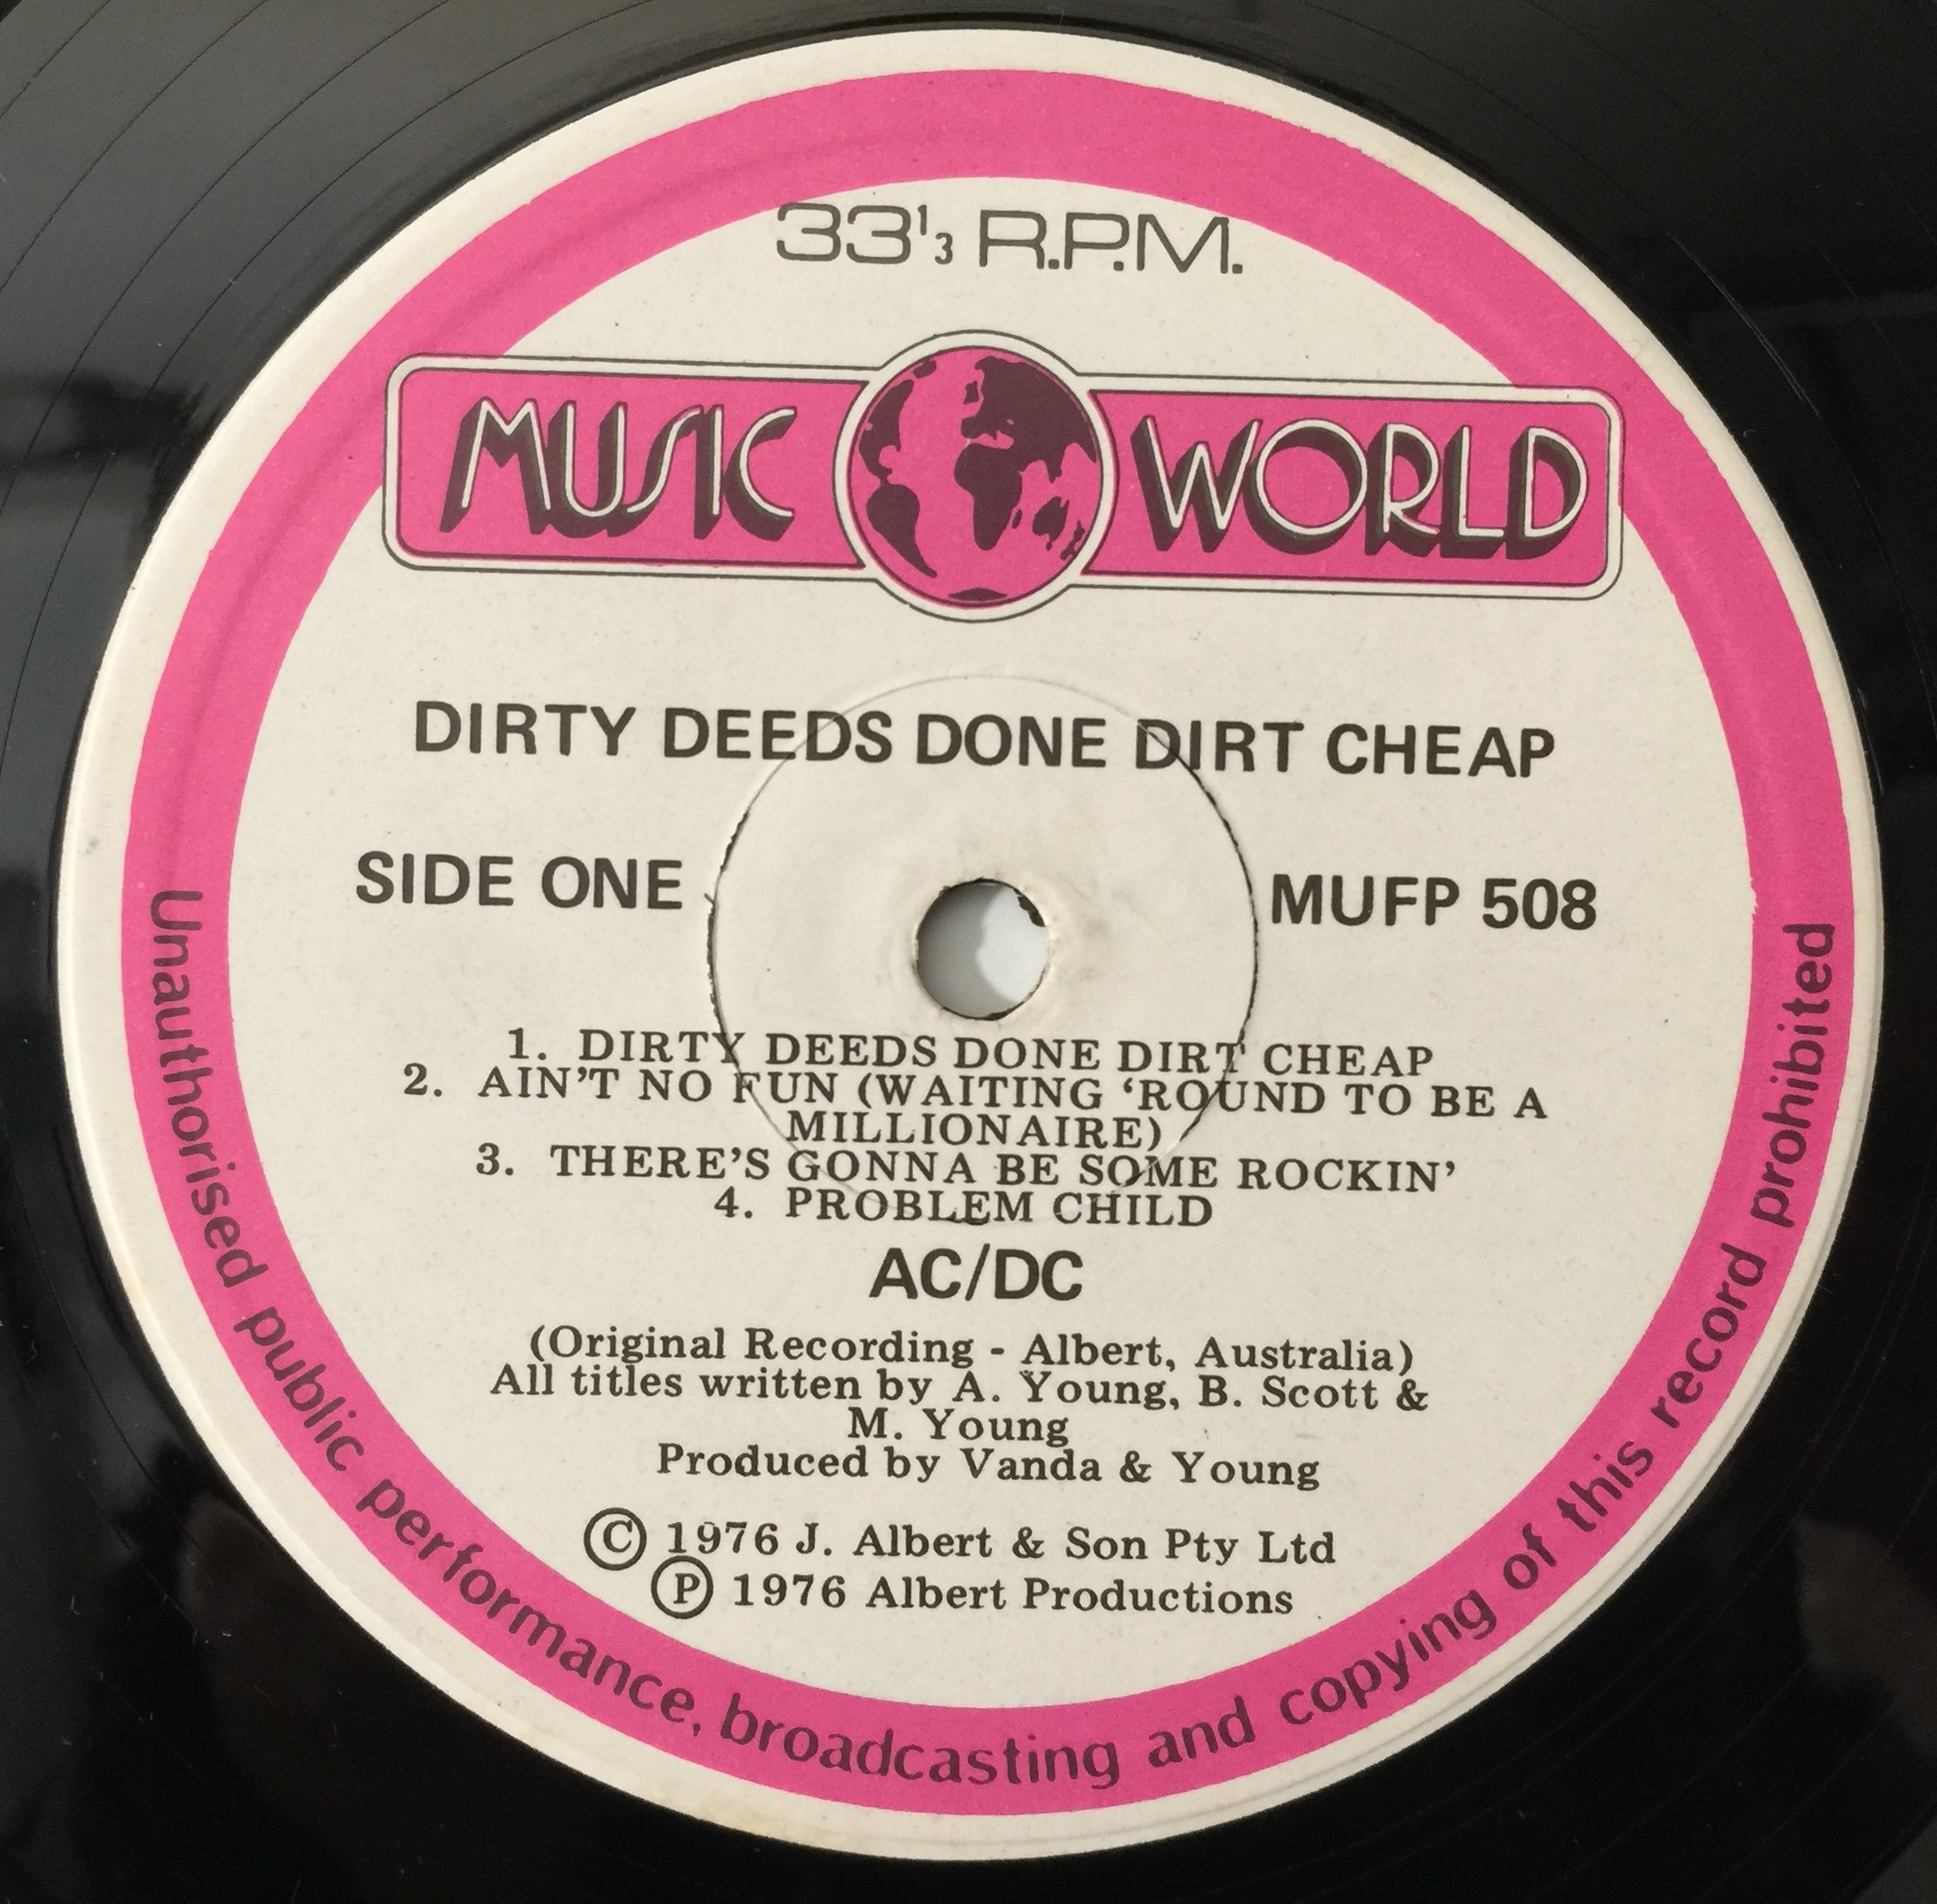 33⅓ R.P.M.
MUSIC WORLD
DIRTY DEEDS DONE DIRT CHEAP
SIDE ONE
MUFP 508
1. DIRTY DEEDS DONE DIRT CHEAP
2. AIN'T NO FUN (WAITING ‘ROUND TO BE A
MILLIONAIRE)
3. THERE'S GONNA BE SOME ROCKIN'
4. PROBLEM CHILD
AC/DC
(Original Recording - Albert, Australia)
All titles written by A. Young, B. Scott &
M. Young
Produced by Vanda & Young
© 1976 J. Albert & Son Pty Ltd
Ⓟ 1976 Albert Productions
Unauthorised public performance, broadcasting and copying of this record prohibited